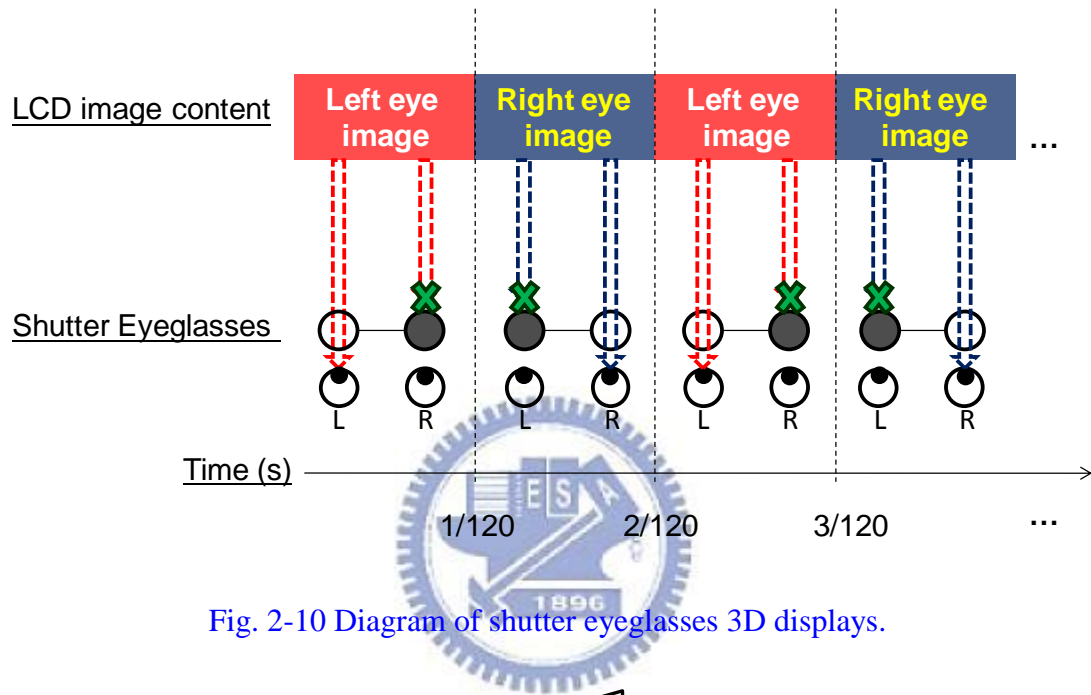 LCD image content
Left eye
image
Right eye
image
Left eye
image
Right eye
image
...
Shutter Eyeglasses
L R L R L R L R
Time (s)
1/120 2/120 3/120 ...
E S A
1896
Fig. 2-10 Diagram of shutter eyeglasses 3D displays.